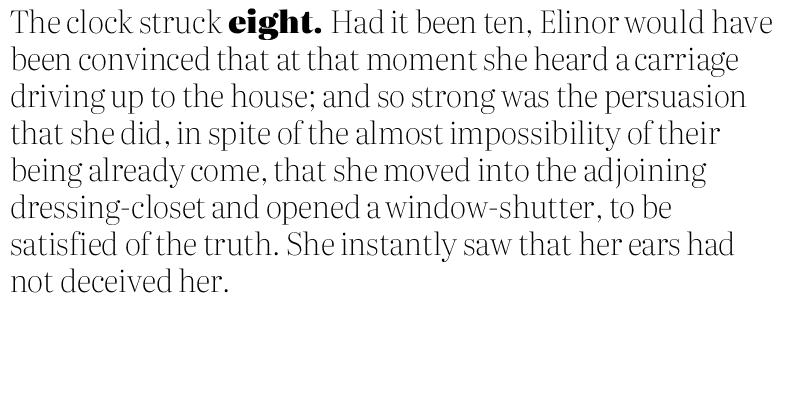 The clock struck eight. Had it been ten, Elinor would have
been convinced that at that moment she heard a carriage
driving up to the house; and so strong was the persuasion
that she did, in spite of the almost impossibility of their
being already come, that she moved into the adjoining
dressing-closet and opened a window-shutter, to be
satisfied of the truth. She instantly saw that her ears had
not deceived her.